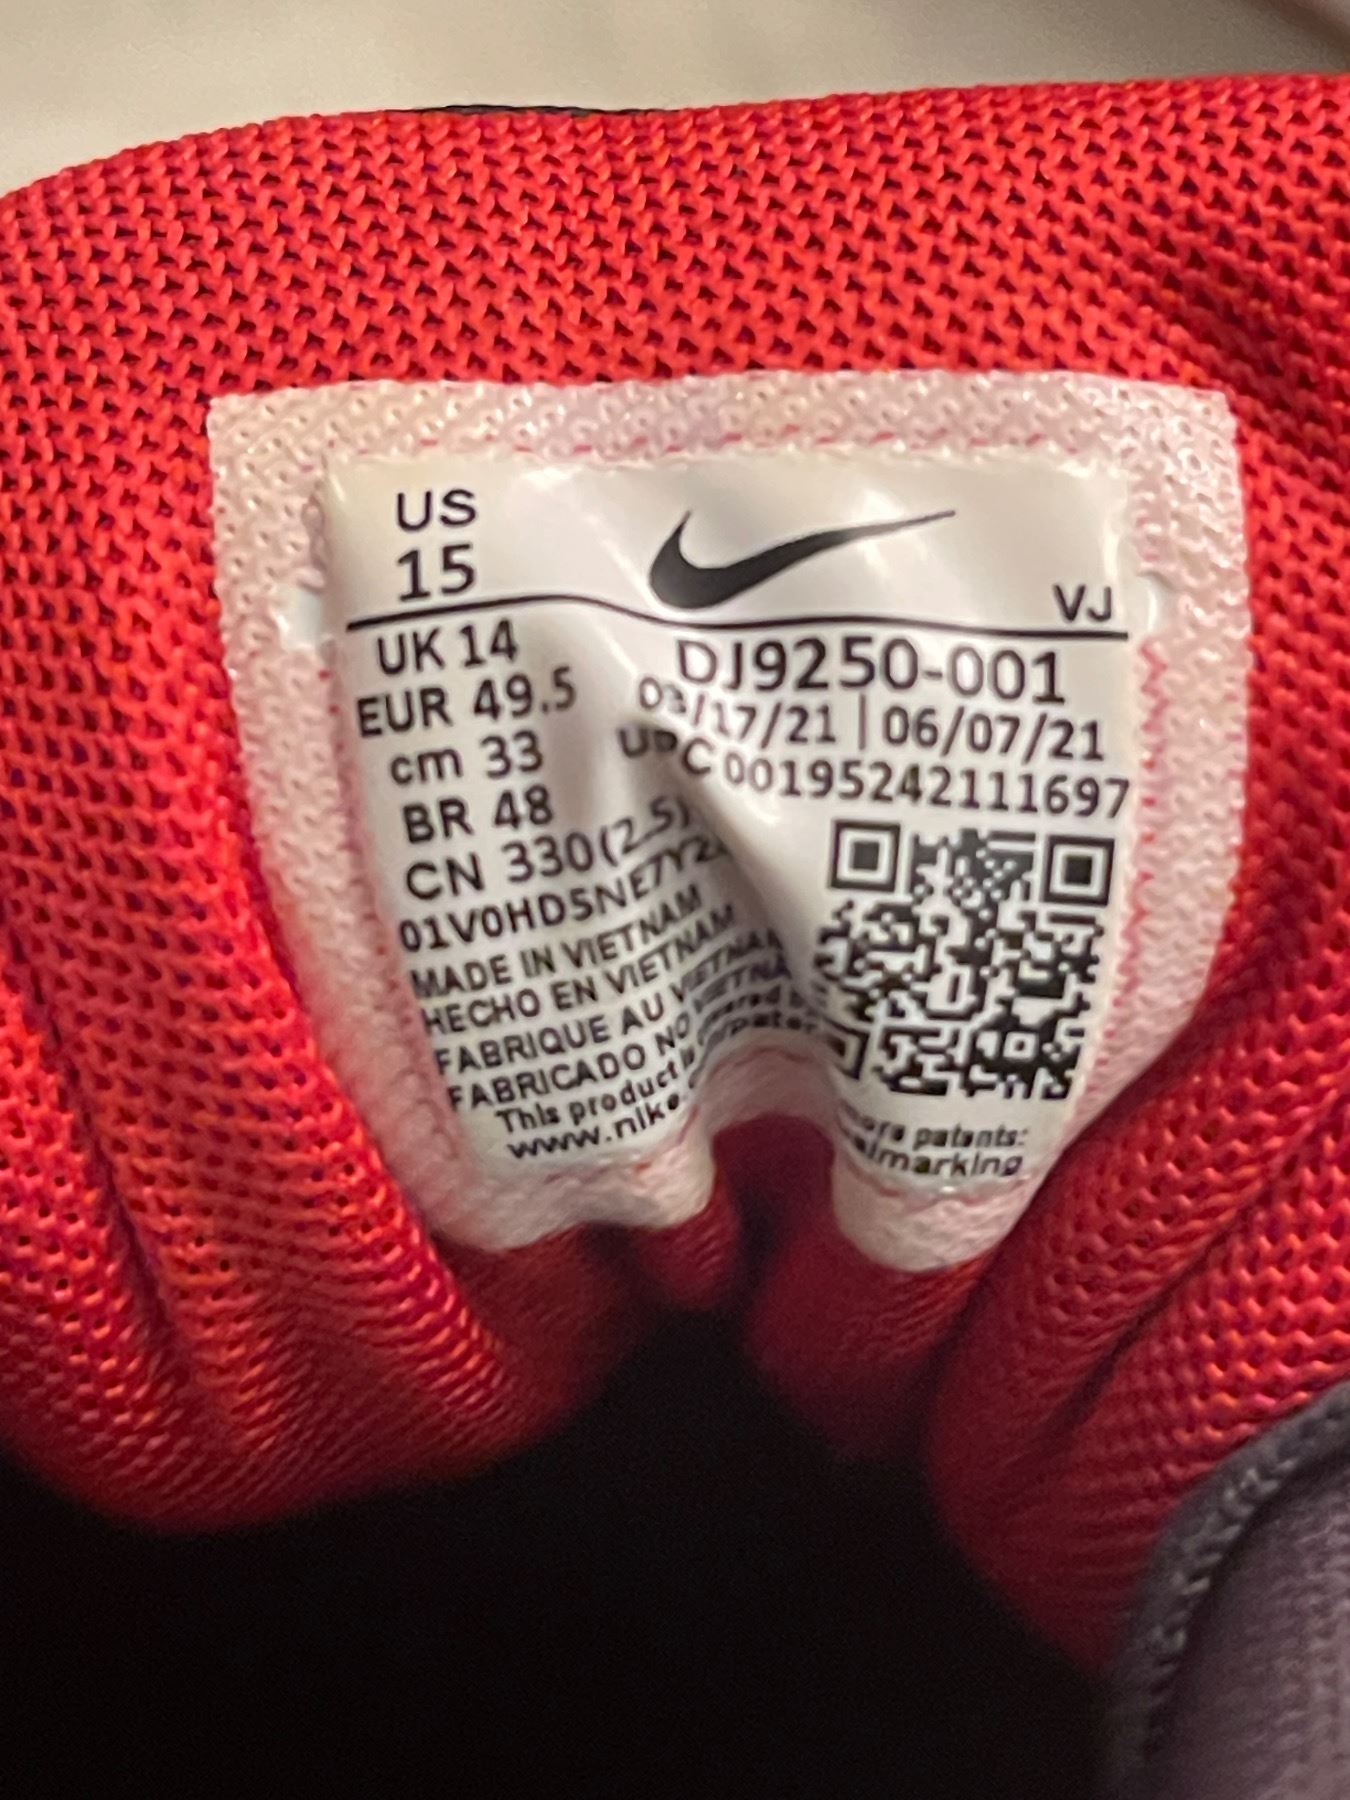 US
15
VJ
UK 14
EUR 49.5
cm 33
BR 48
CN 330(2.5)
DJ9250-001
03/17/21 | 06/07/21
UPC 00195242111697
MADE IN VIETNAM
HECHO EN VIETNAM
FABRIQUE AU VIETNAM
FABRICADO NO VIETNA
This product patents:
www.nike.